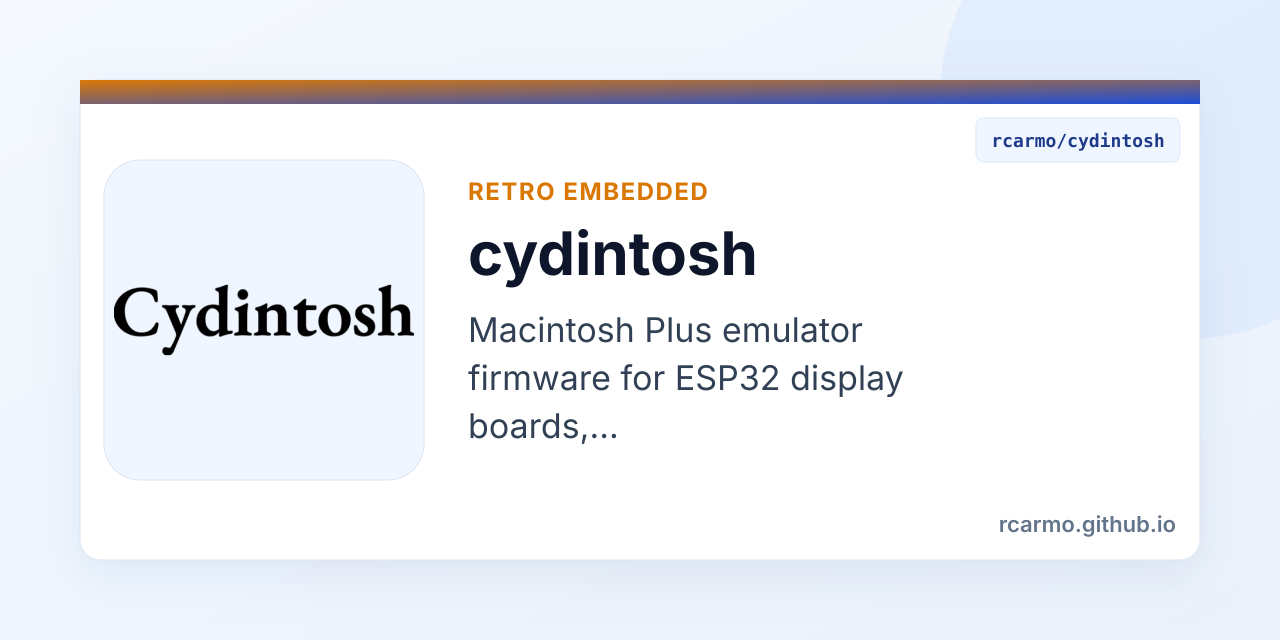 rcarmo/cydintosh
Cydintosh
RETRO EMBEDDED
cydintosh
Macintosh Plus emulator
firmware for ESP32 display
boards,...
rcarmo.github.io